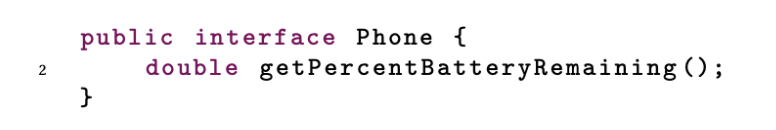 public interface Phone {
2 double getPercentBatteryRemaining();
}